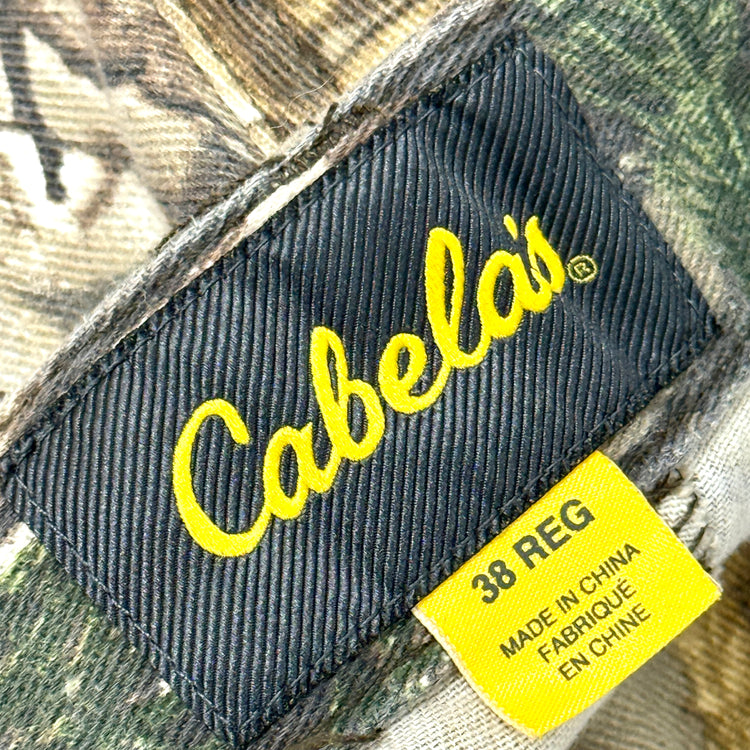 Cabela's®
38 REG
MADE IN CHINA
FABRIQUÉ
EN CHINE